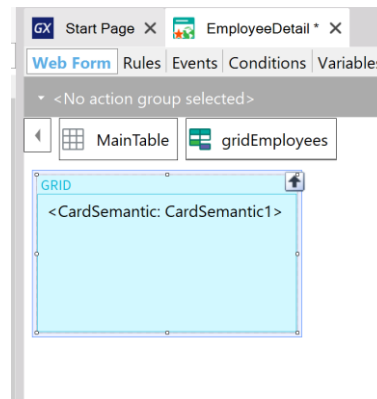 GX Start Page EmployeeDetail *
Web Form Rules Events Conditions Variables
<No action group selected>
MainTable gridEmployees
GRID
<CardSemantic: CardSemantic1>